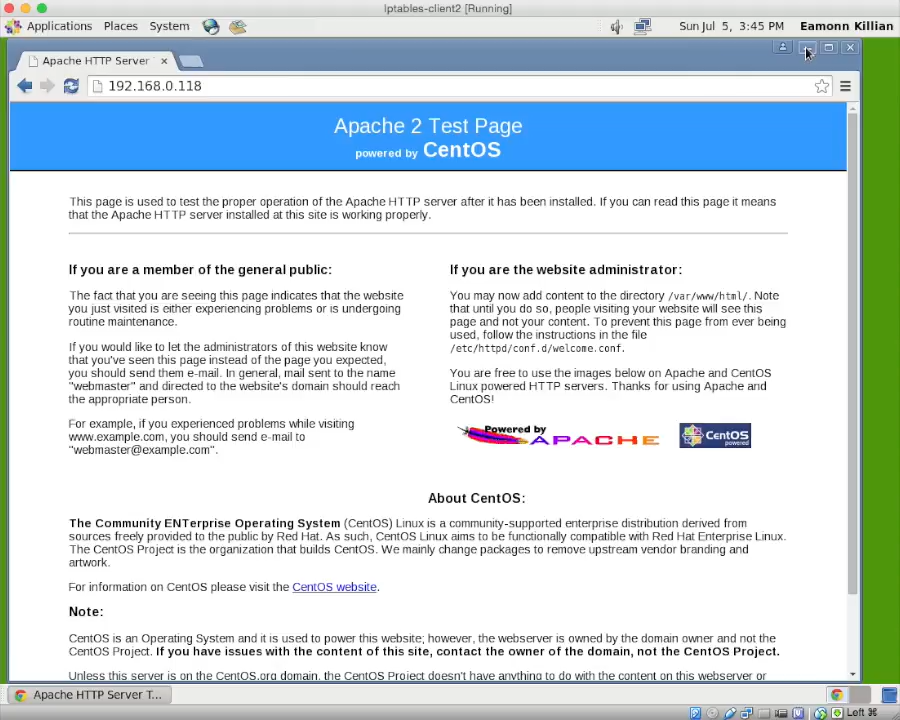 Iptables-client2 [Running]
Applications Places System Sun Jul 5, 3:45 PM Eamonn Killian
Apache HTTP Server
192.168.0.118
Apache 2 Test Page
powered by CentOS
This page is used to test the proper operation of the Apache HTTP server after it has been installed. If you can read this page it means
that the Apache HTTP server installed at this site is working properly.
If you are a member of the general public:
The fact that you are seeing this page indicates that the website
you just visited is either experiencing problems or is undergoing
routine maintenance.
If you would like to let the administrators of this website know
that you've seen this page instead of the page you expected,
you should send them e-mail. In general, mail sent to the name
"webmaster" and directed to the website's domain should reach
the appropriate person.
For example, if you experienced problems while visiting
www.example.com, you should send e-mail to
"webmaster@example.com".
If you are the website administrator:
You may now add content to the directory /var/www/html/. Note
that until you do so, people visiting your website will see this
page and not your content. To prevent this page from ever being
used, follow the instructions in the file
/etc/httpd/conf.d/welcome.conf.
You are free to use the images below on Apache and CentOS
Linux powered HTTP servers. Thanks for using Apache and
CentOS!
Powered by
APACHE
CentOS
powered
About CentOS:
The Community ENTerprise Operating System (CentOS) Linux is a community-supported enterprise distribution derived from
sources freely provided to the public by Red Hat. As such, CentOS Linux aims to be functionally compatible with Red Hat Enterprise Linux.
The CentOS Project is the organization that builds CentOS. We mainly change packages to remove upstream vendor branding and
artwork.
For information on CentOS please visit the CentOS website.
Note:
CentOS is an Operating System and it is used to power this website; however, the webserver is owned by the domain owner and not the
CentOS Project. If you have issues with the content of this site, contact the owner of the domain, not the CentOS Project.
Unless this server is on the CentOS.org domain, the CentOS Project doesn't have anything to do with the content on this webserver or
Apache HTTP Server T...
Left ⌘